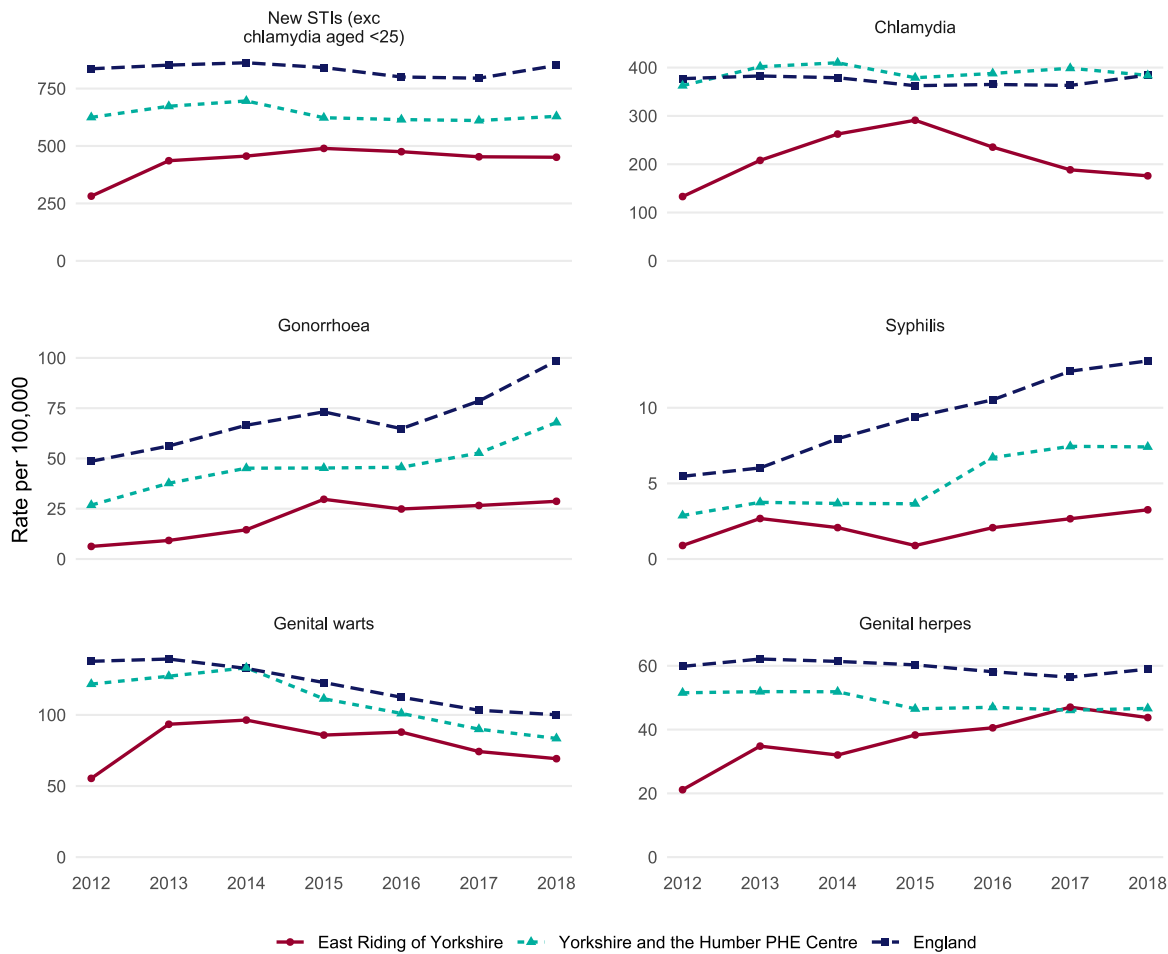 New STIs (exc
chlamydia aged <25)
750
500
250
0
Chlamydia
400
300
200
100
0
Rate per 100,000
Gonorrhoea
100
75
50
25
0
Syphilis
10
5
0
Genital warts
100
50
0
2012 2013 2014 2015 2016 2017 2018
Genital herpes
60
40
20
0
2012 2013 2014 2015 2016 2017 2018
East Riding of Yorkshire Yorkshire and the Humber PHE Centre England